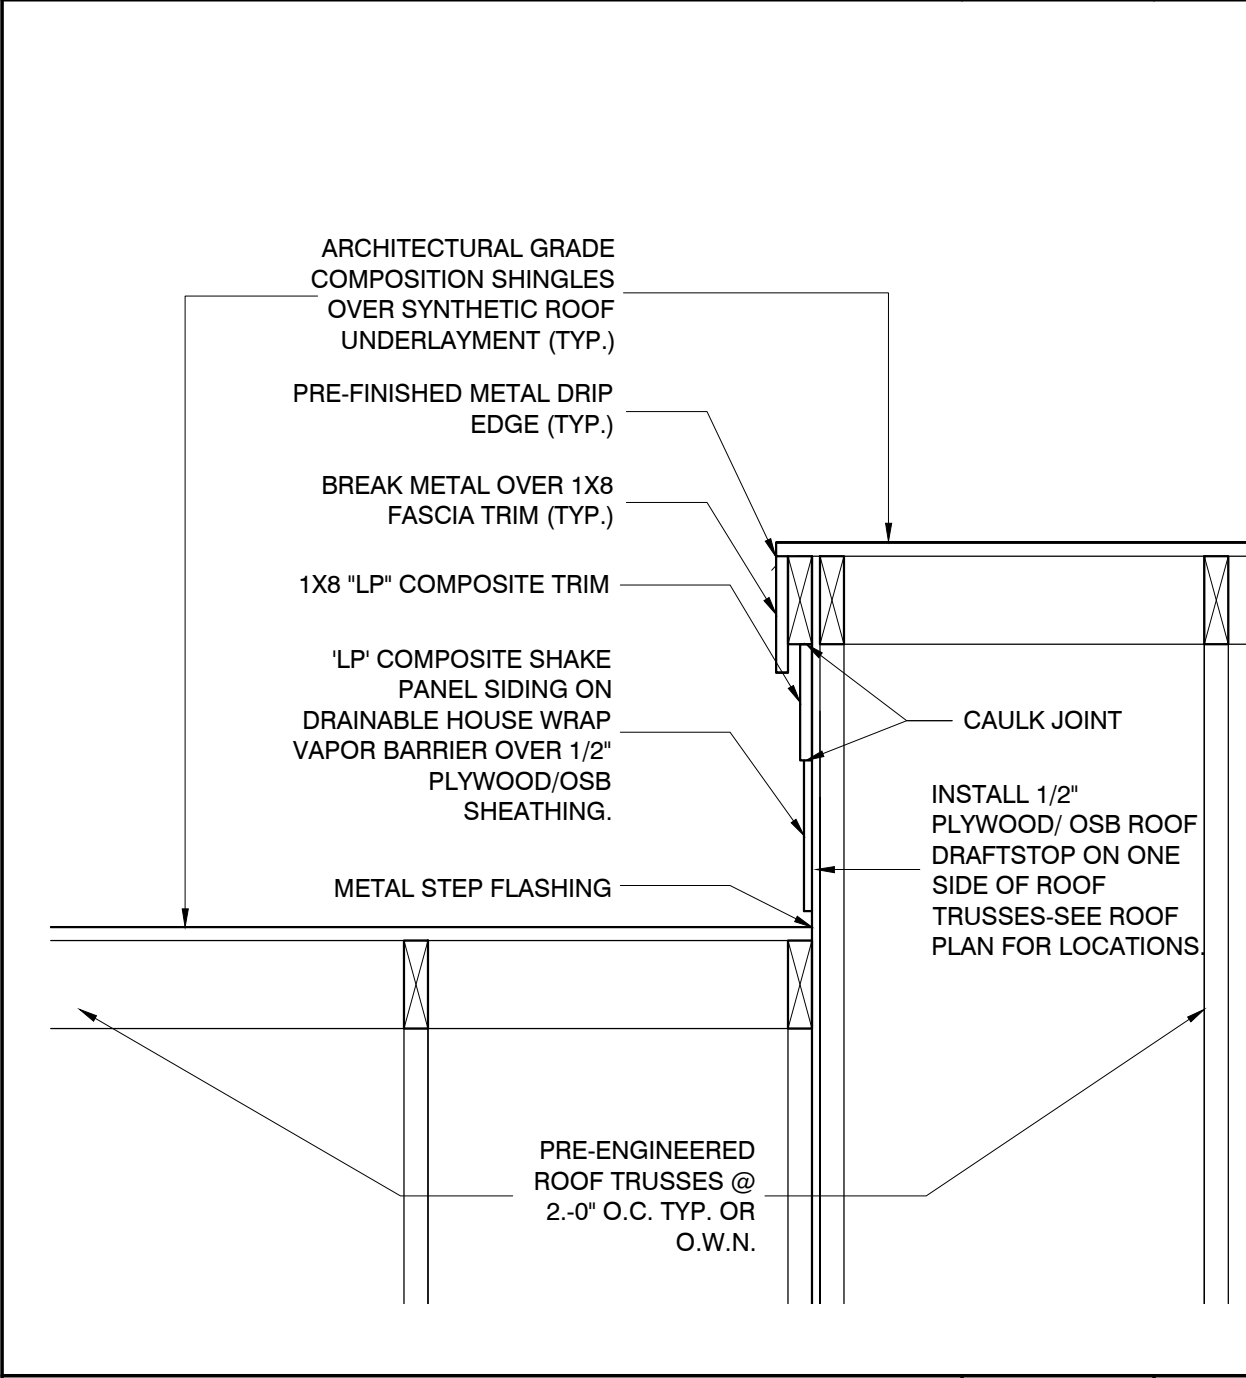 ARCHITECTURAL GRADE
COMPOSITION SHINGLES
OVER SYNTHETIC ROOF
UNDERLAYMENT (TYP.)
PRE-FINISHED METAL DRIP
EDGE (TYP.)
BREAK METAL OVER 1X8
FASCIA TRIM (TYP.)
1X8 "LP" COMPOSITE TRIM
'LP' COMPOSITE SHAKE
PANEL SIDING ON
DRAINABLE HOUSE WRAP
VAPOR BARRIER OVER 1/2"
PLYWOOD/OSB
SHEATHING.
METAL STEP FLASHING
CAULK JOINT
INSTALL 1/2"
PLYWOOD/ OSB ROOF
DRAFTSTOP ON ONE
SIDE OF ROOF
TRUSSES-SEE ROOF
PLAN FOR LOCATIONS.
PRE-ENGINEERED
ROOF TRUSSES @
2.-0" O.C. TYP. OR
O.W.N.